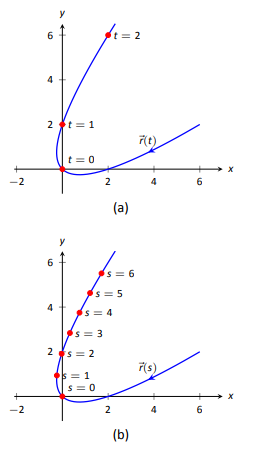 y
6
t = 2
4
2
t = 1
r⃗(t)
t = 0
x
−2
2
4
6
(a)
y
6
s = 6
s = 5
4
s = 4
s = 3
2
s = 2
r⃗(s)
s = 1
s = 0
x
−2
2
4
6
(b)